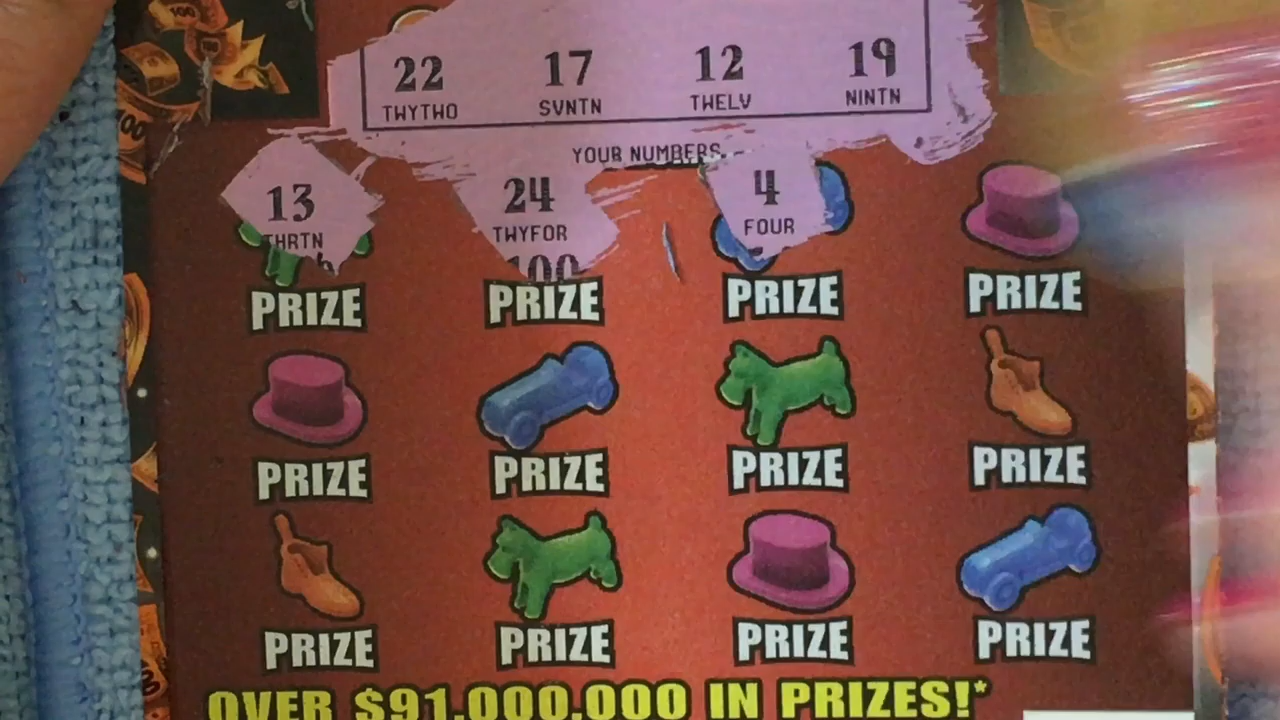 22 17 12 19
TWYTWO SVNTN TWELV NINTN
YOUR NUMBERS
13 24 4
THRTN TWYFOR FOUR
100
PRIZE PRIZE PRIZE PRIZE
PRIZE PRIZE PRIZE PRIZE
PRIZE PRIZE PRIZE PRIZE
OVER $91,000,000 IN PRIZES!*